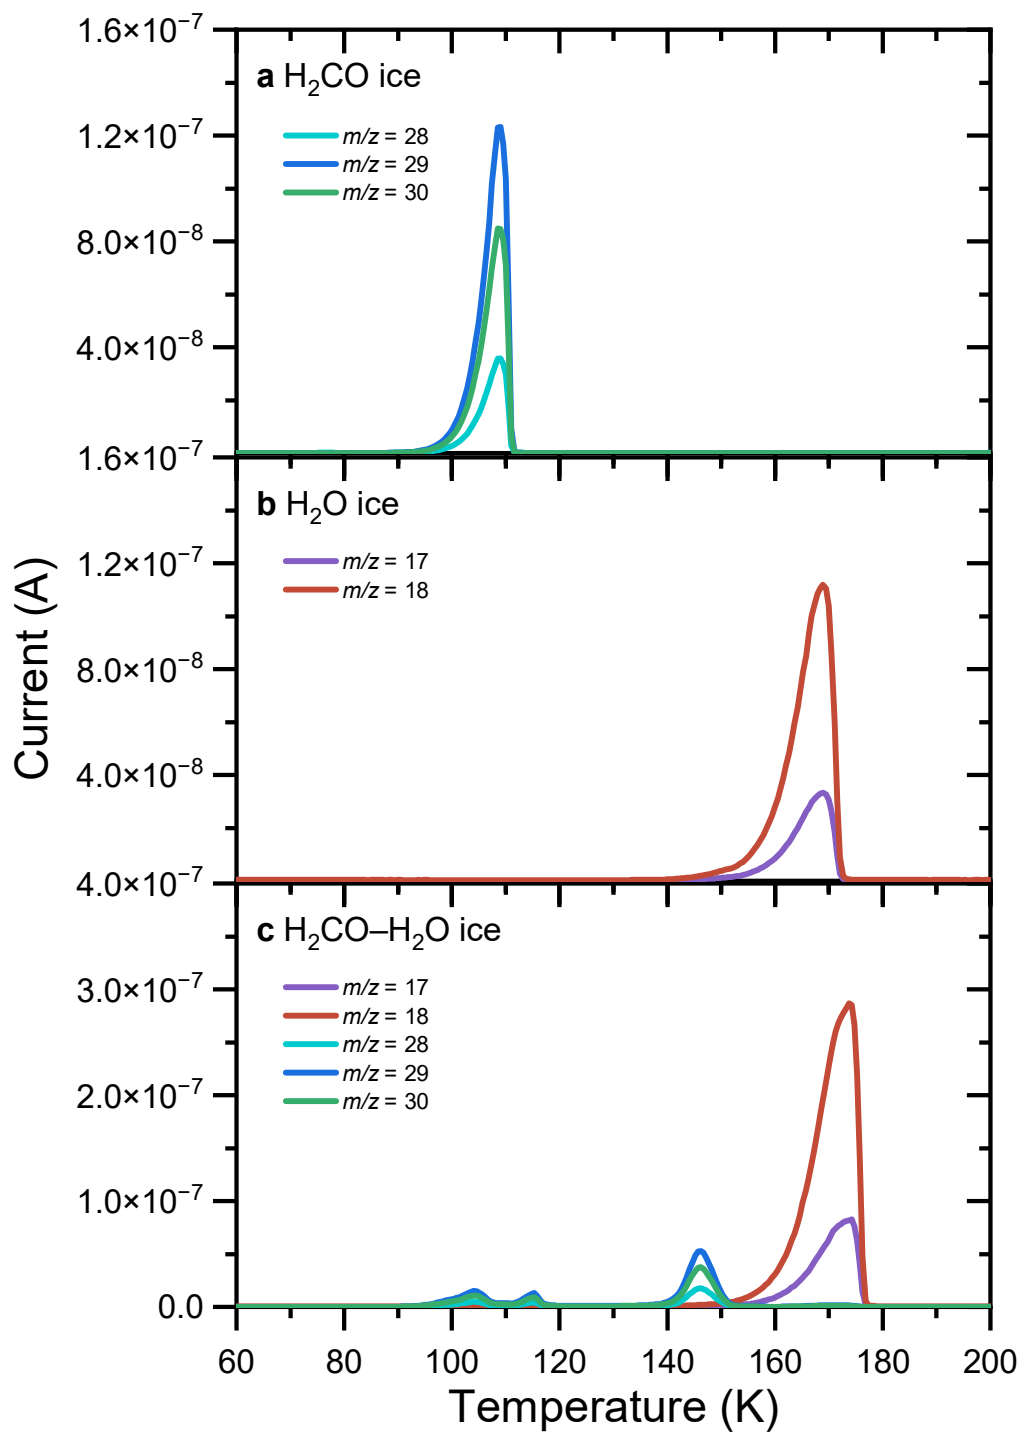 1.6×10⁻⁷
a H₂CO ice
m/z = 28
1.2×10⁻⁷
m/z = 29
m/z = 30
8.0×10⁻⁸
4.0×10⁻⁸
1.6×10⁻⁷
b H₂O ice
1.2×10⁻⁷
m/z = 17
m/z = 18
8.0×10⁻⁸
4.0×10⁻⁸
4.0×10⁻⁷
c H₂CO–H₂O ice
3.0×10⁻⁷
m/z = 17
m/z = 18
m/z = 28
m/z = 29
m/z = 30
2.0×10⁻⁷
1.0×10⁻⁷
0.0
Current (A)
60 80 100 120 140 160 180 200
Temperature (K)